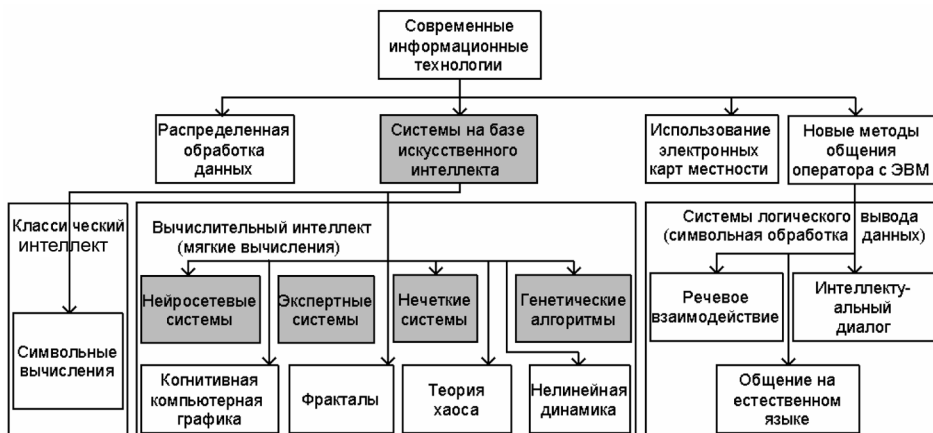 Современные
информационные
технологии
Распределенная
обработка
данных
Системы на базе
искусственного
интеллекта
Использование
электронных
карт местности
Новые методы
общения
оператора с ЭВМ
Классический
интеллект
Символьные
вычисления
Вычислительный интеллект
(мягкие вычисления)
Нейросетевые
системы
Экспертные
системы
Нечеткие
системы
Генетические
алгоритмы
Когнитивная
компьютерная
графика
Фракталы
Теория
хаоса
Нелинейная
динамика
Системы логического вывода
(символьная обработка данных)
Речевое
взаимодействие
Интеллекту-
альный
диалог
Общение на
естественном
языке